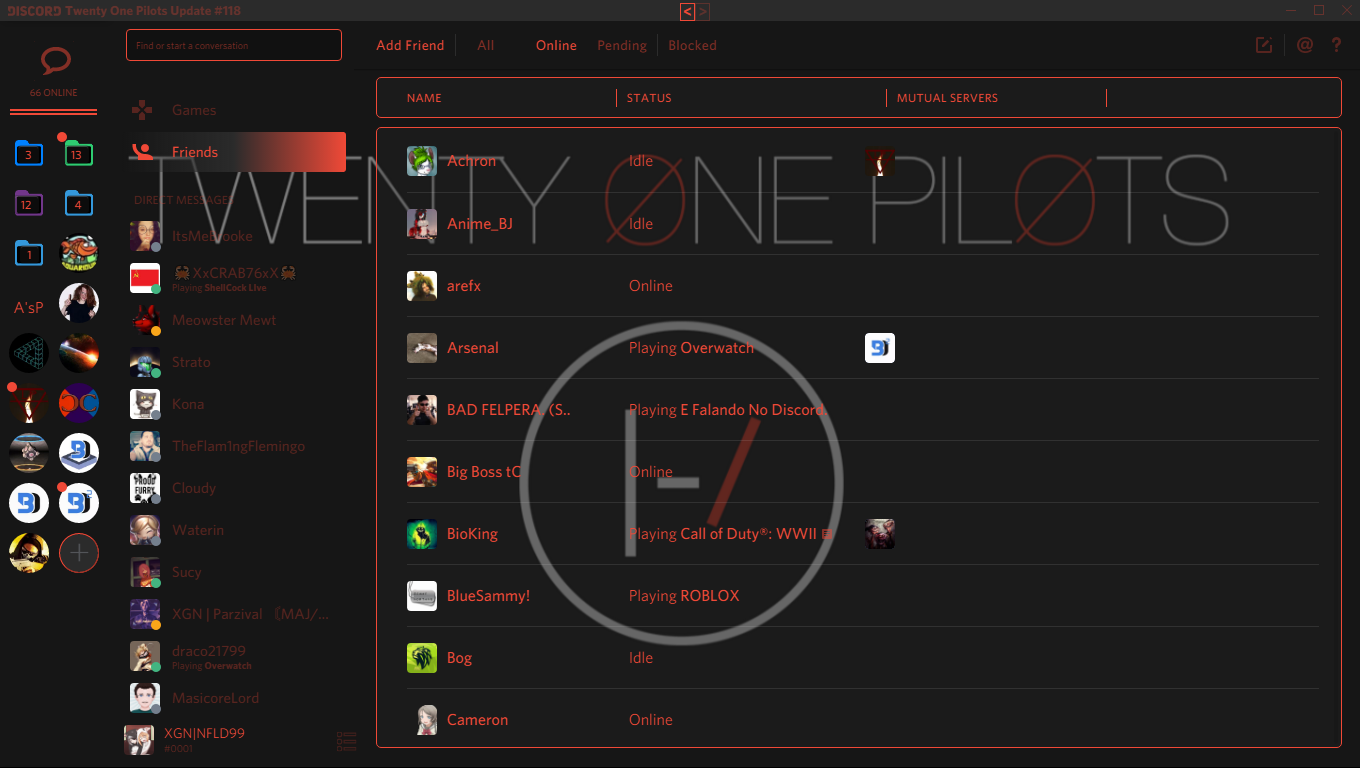 DISCORD Twenty One Pilots Update #118
< >
66 ONLINE
3
13
12
4
1
A'sP
Find or start a conversation
Games
Friends
DIRECT MESSAGES
ItsMeBrooke
🦀XxCRAB76xX🦀
Playing ShellCock Live
Meowster Mewt
Strato
Kona
TheFlam1ngFlemingo
Cloudy
PROUD FURRY
Waterin
Sucy
XGN | Parzival 〘MAJ/...
draco21799
Playing Overwatch
MasicoreLord
XGN|NFLD99
#0001
Add Friend All Online Pending Blocked
@ ?
NAME STATUS MUTUAL SERVERS
TWENTY ØNE PILØTS
Achron Idle
Anime_BJ Idle
arefx Online
Arsenal Playing Overwatch
BAD FELPERA. (S.. Playing E Falando No Discord.
Big Boss tC Online
BioKing Playing Call of Duty®: WWII
BlueSammy! Playing ROBLOX
Bog Idle
Cameron Online